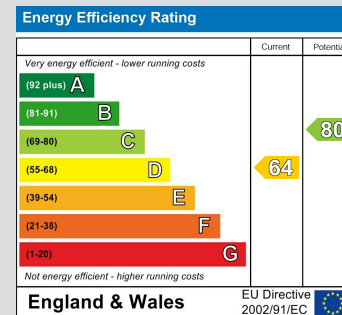 Energy Efficiency Rating
Current Potentia
Very energy efficient - lower running costs
(92 plus) A
(81-91) B
(69-80) C
(55-68) D
(39-54) E
(21-38) F
(1-20) G
64
80
Not energy efficient - higher running costs
England & Wales
EU Directive
2002/91/EC